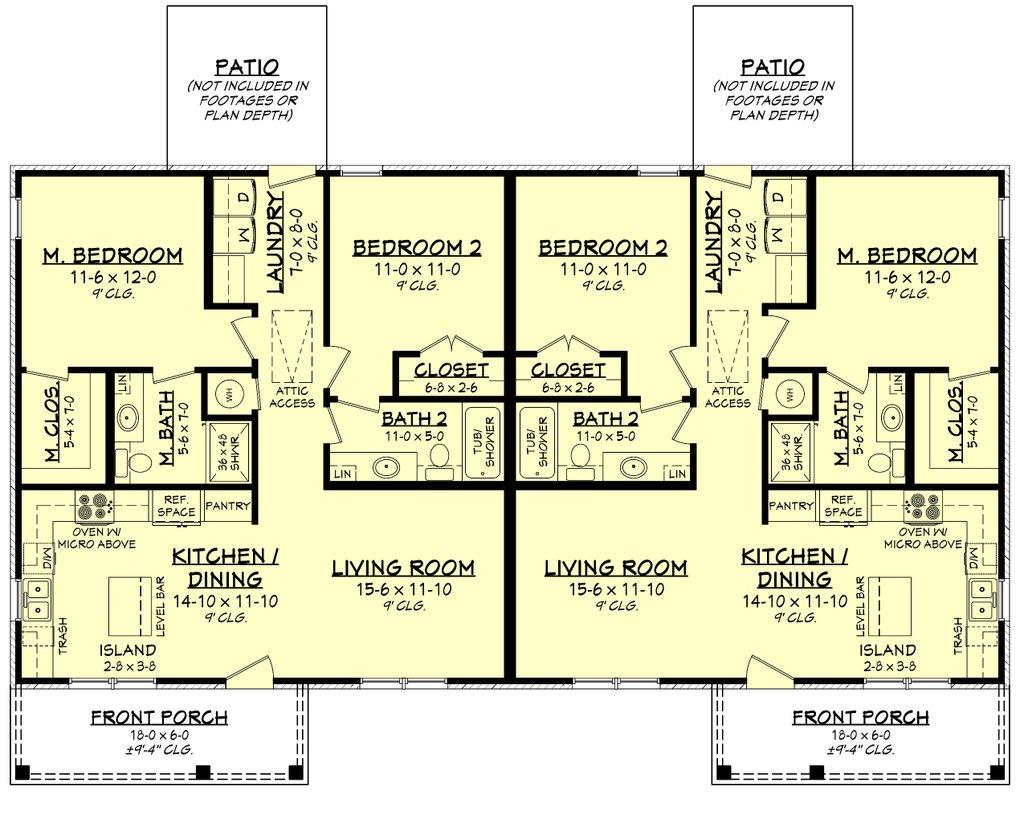 PATIO
(NOT INCLUDED IN
FOOTAGES OR
PLAN DEPTH)
PATIO
(NOT INCLUDED IN
FOOTAGES OR
PLAN DEPTH)
M. BEDROOM
11-6 x 12-0
9' CLG.
D
W
LAUNDRY
7-0 x 8-0
9' CLG.
BEDROOM 2
11-0 x 11-0
9' CLG.
BEDROOM 2
11-0 x 11-0
9' CLG.
LAUNDRY
7-0 x 8-0
9' CLG.
D
W
M. BEDROOM
11-6 x 12-0
9' CLG.
M. CLOS.
5-4 x 7-0
LIN
M. BATH
5-6 x 7-0
WH
36 x 48
SHWR.
ATTIC
ACCESS
CLOSET
6-8 x 2-6
BATH 2
11-0 x 5-0
LIN
TUB/
SHOWER
CLOSET
6-8 x 2-6
TUB/
SHOWER
BATH 2
11-0 x 5-0
LIN
ATTIC
ACCESS
WH
36 x 48
SHWR.
M. BATH
5-6 x 7-0
LIN
M. CLOS.
5-4 x 7-0
OVEN W/
MICRO ABOVE
REF.
SPACE
PANTRY
D/W
TRASH
KITCHEN /
DINING
14-10 x 11-10
9' CLG.
LEVEL BAR
ISLAND
2-8 x 3-8
LIVING ROOM
15-6 x 11-10
9' CLG.
LIVING ROOM
15-6 x 11-10
9' CLG.
PANTRY
REF.
SPACE
OVEN W/
MICRO ABOVE
KITCHEN /
DINING
14-10 x 11-10
9' CLG.
LEVEL BAR
ISLAND
2-8 x 3-8
D/W
TRASH
FRONT PORCH
18-0 x 6-0
±9'-4" CLG.
FRONT PORCH
18-0 x 6-0
±9'-4" CLG.